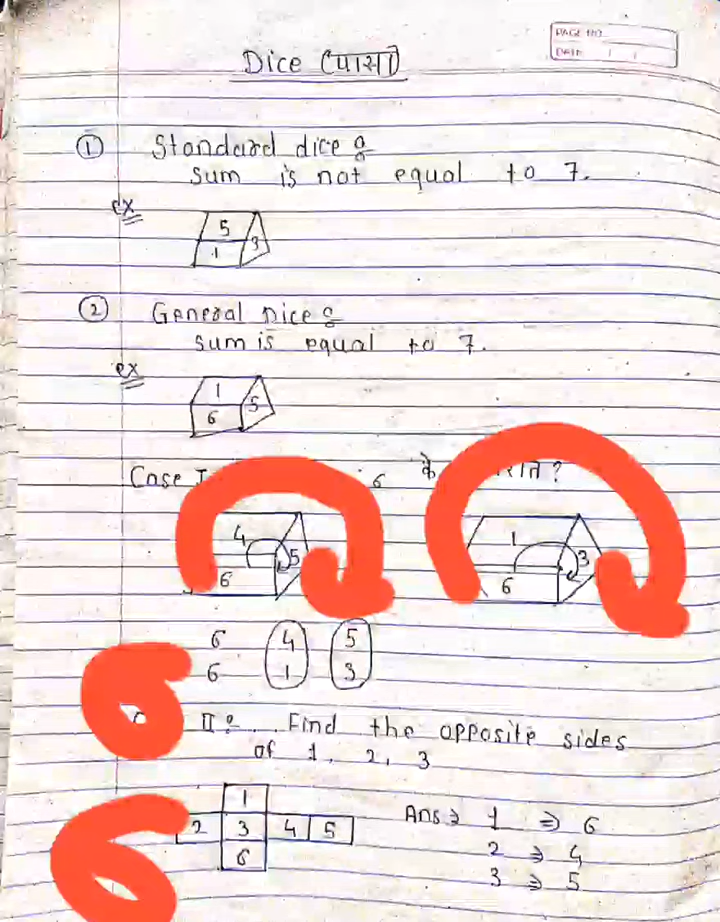 PAGE NO
DATE / /
Dice (पासा)
① Standard dice :
sum is not equal to 7.
ex
5
1 3
② General Dice :
sum is equal to 7.
ex
1
6 5
Case I 6 के ?
4 5
6
1 3
6
6 4 5
6 1 3
II : Find the opposite sides
of 1, 2, 3
1
2 3 4 5
6
Ans → 1 ⇒ 6
2 ⇒ 4
3 ⇒ 5